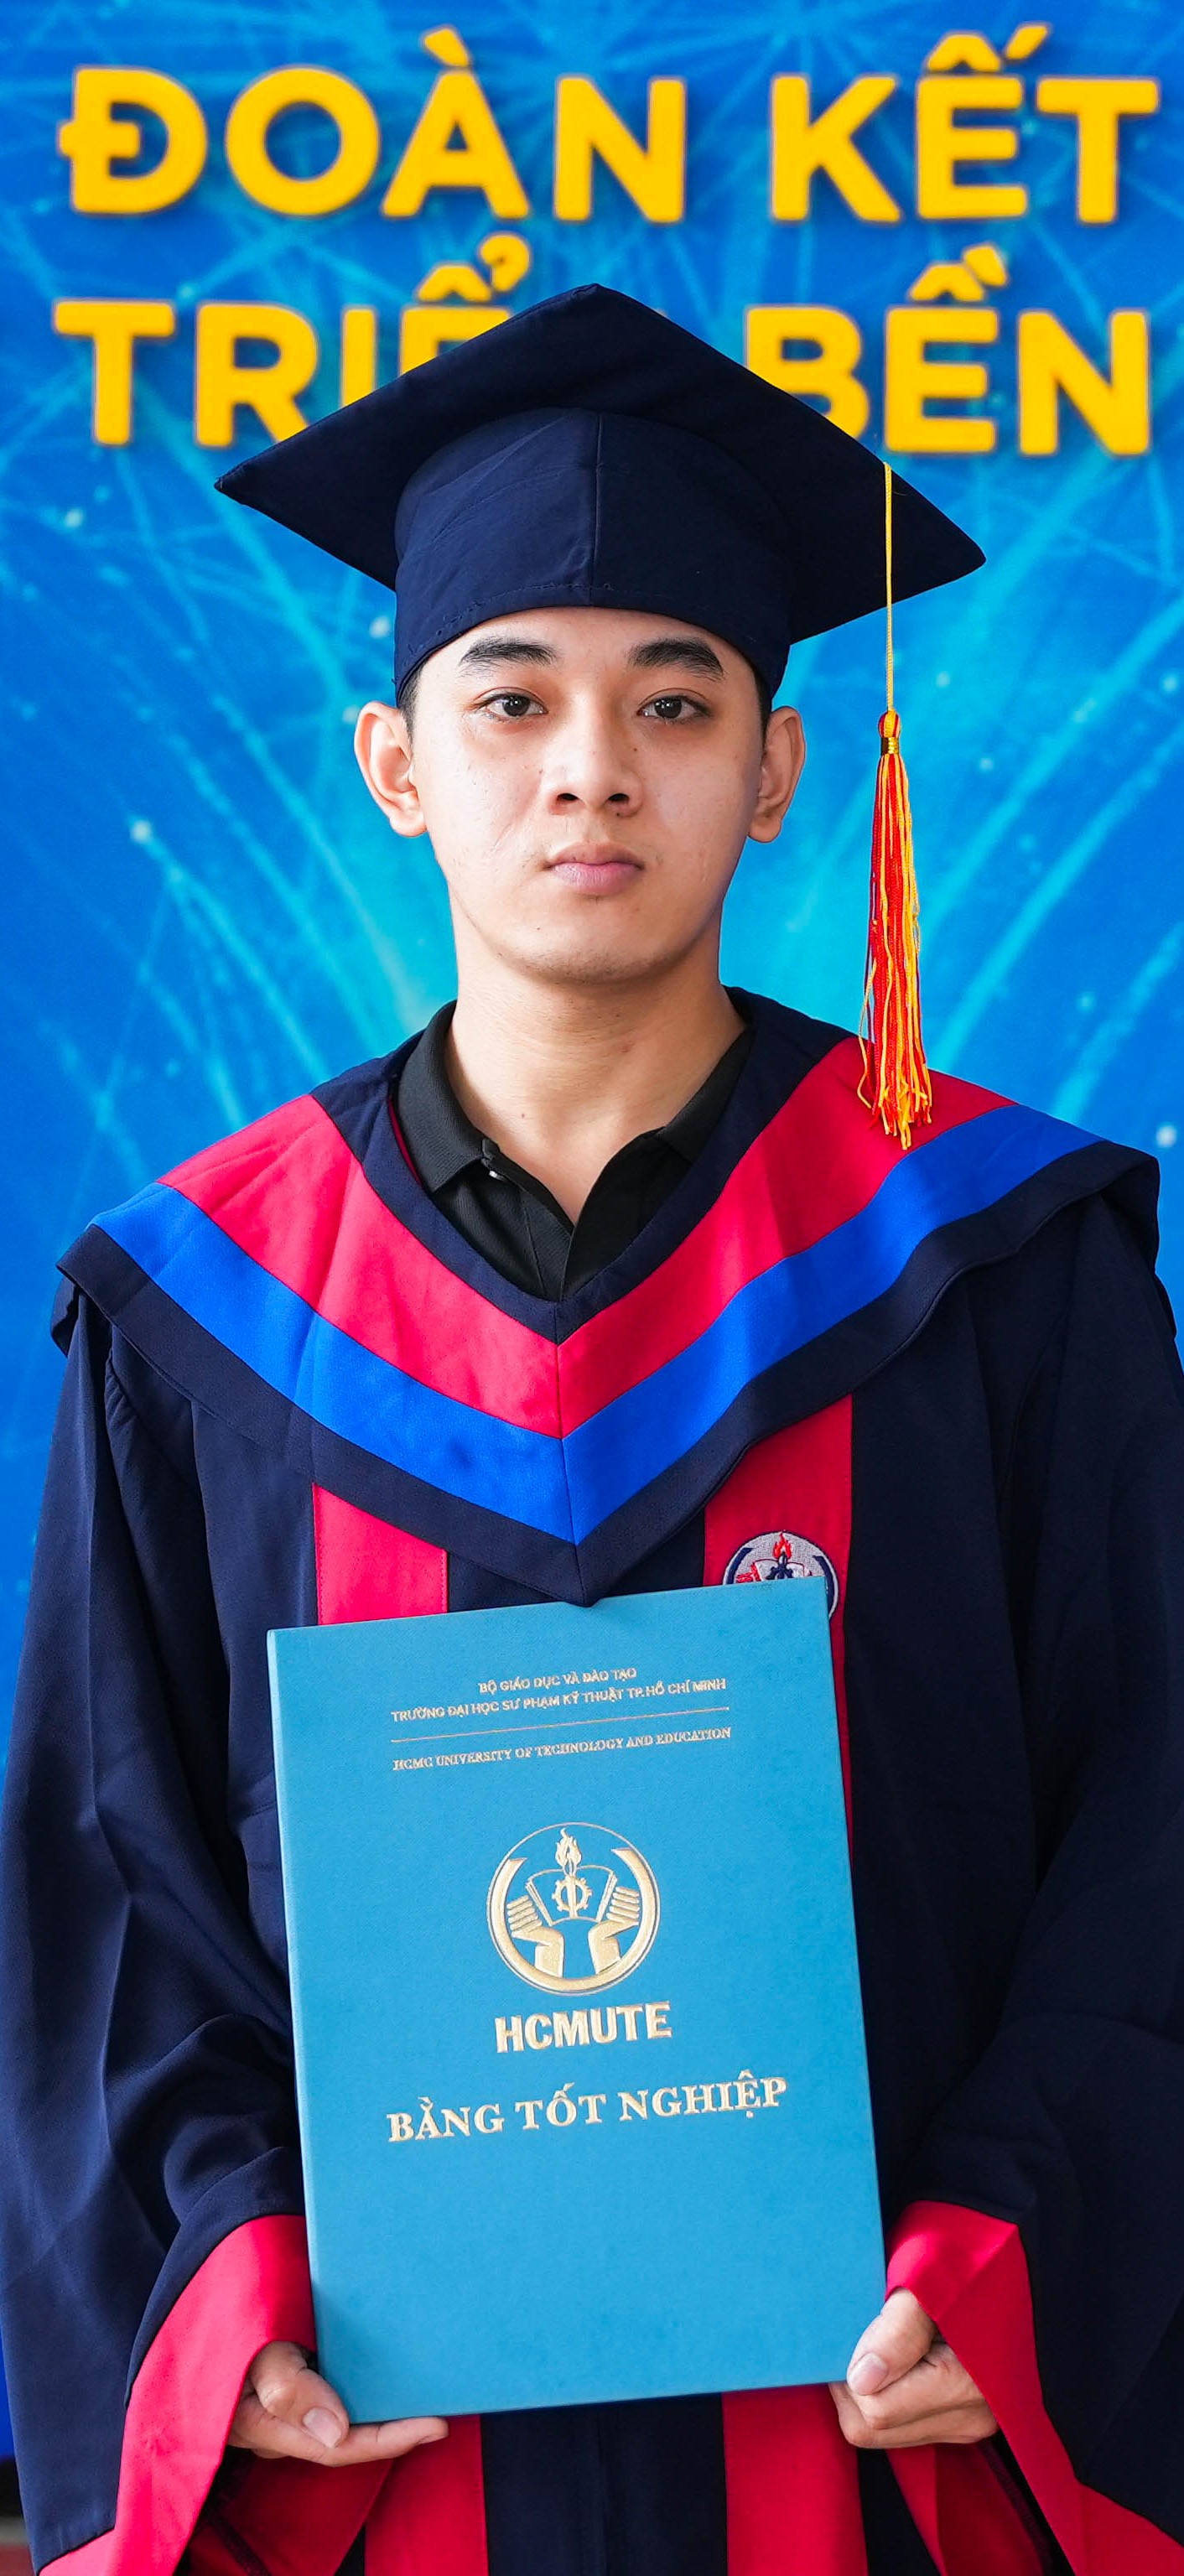 ĐOÀN KẾT
BỀN
BỘ GIÁO DỤC VÀ ĐÀO TẠO
TRƯỜNG ĐẠI HỌC SƯ PHẠM KỸ THUẬT TP.HỒ CHÍ MINH
HCMC UNIVERSITY OF TECHNOLOGY AND EDUCATION
HCMUTE
BẰNG TỐT NGHIỆP